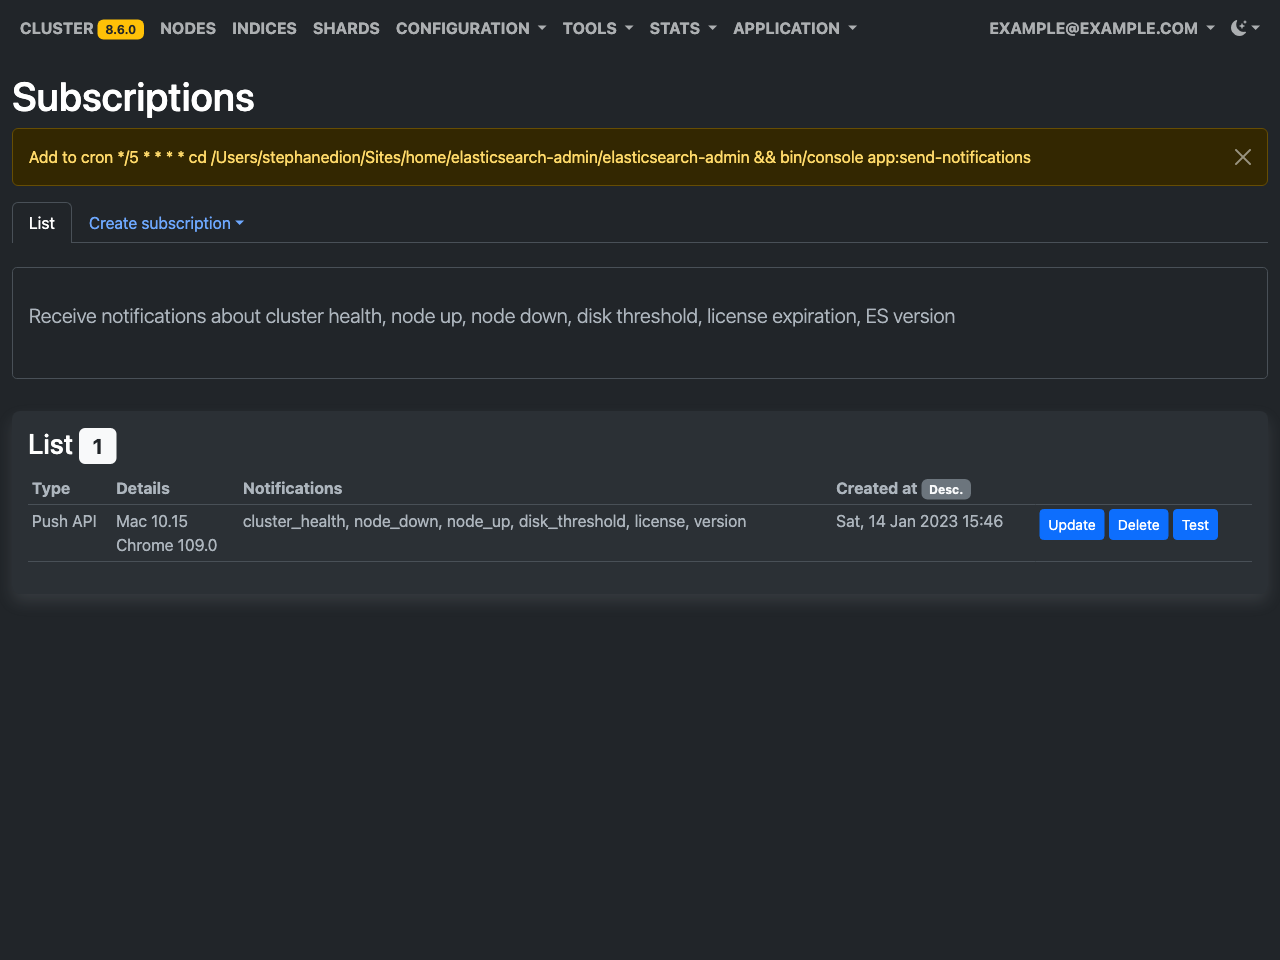 CLUSTER 8.6.0 NODES INDICES SHARDS CONFIGURATION TOOLS STATS APPLICATION EXAMPLE@EXAMPLE.COM
Subscriptions
Add to cron */5 * * * * cd /Users/stephanedion/Sites/home/elasticsearch-admin/elasticsearch-admin && bin/console app:send-notifications
List Create subscription
Receive notifications about cluster health, node up, node down, disk threshold, license expiration, ES version
List 1
Type Details Notifications Created at Desc.
Push API Mac 10.15 cluster_health, node_down, node_up, disk_threshold, license, version Sat, 14 Jan 2023 15:46 Update Delete Test
Chrome 109.0